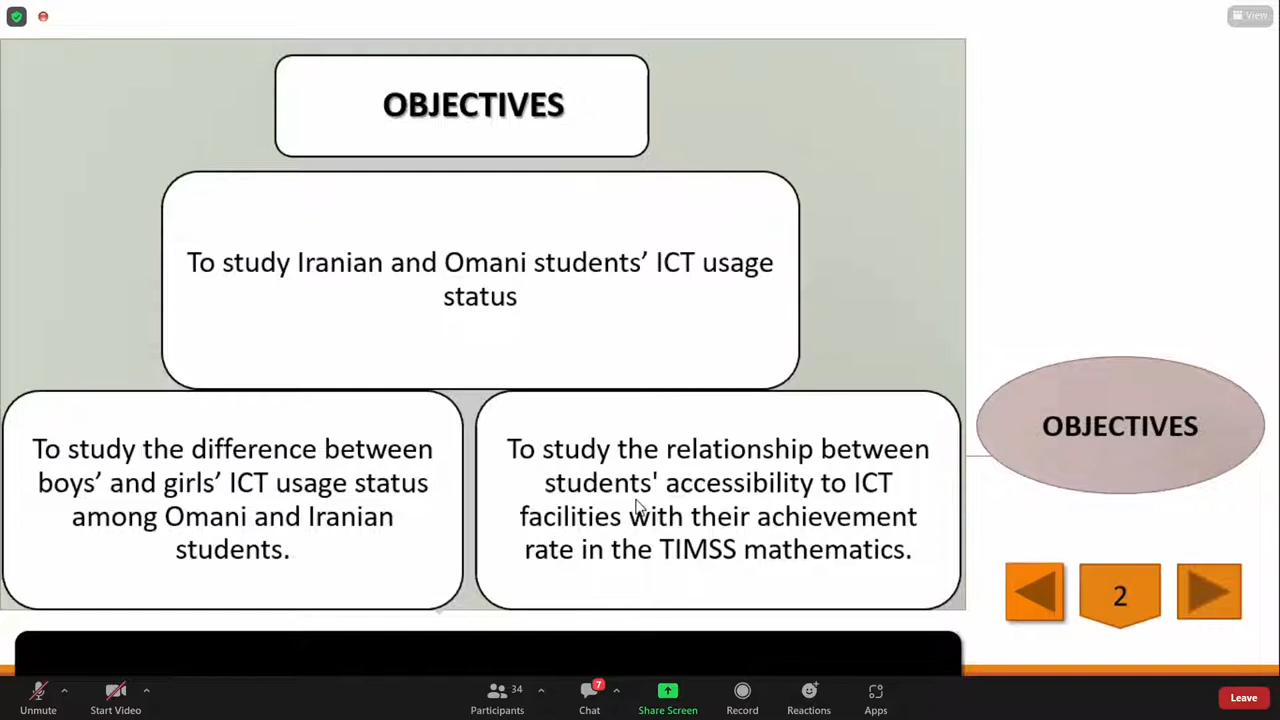 View
OBJECTIVES
To study Iranian and Omani students’ ICT usage
status
To study the difference between
boys’ and girls’ ICT usage status
among Omani and Iranian
students.
To study the relationship between
students' accessibility to ICT
facilities with their achievement
rate in the TIMSS mathematics.
OBJECTIVES
2
Unmute
Start Video
34
Participants
7
Chat
Share Screen
Record
Reactions
Apps
Leave